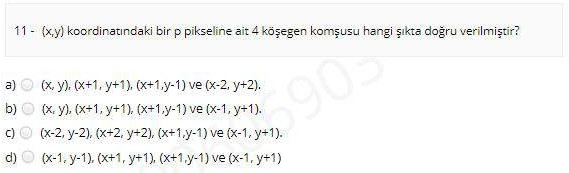 11 - (x,y) koordinatındaki bir p pikseline ait 4 köşegen komşusu hangi şıkta doğru verilmiştir?
a) (x, y), (x+1, y+1), (x+1,y-1) ve (x-2, y+2).
b) (x, y), (x+1, y+1), (x+1,y-1) ve (x-1, y+1).
c) (x-2, y-2), (x+2, y+2), (x+1,y-1) ve (x-1, y+1).
d) (x-1, y-1), (x+1, y+1), (x+1,y-1) ve (x-1, y+1)